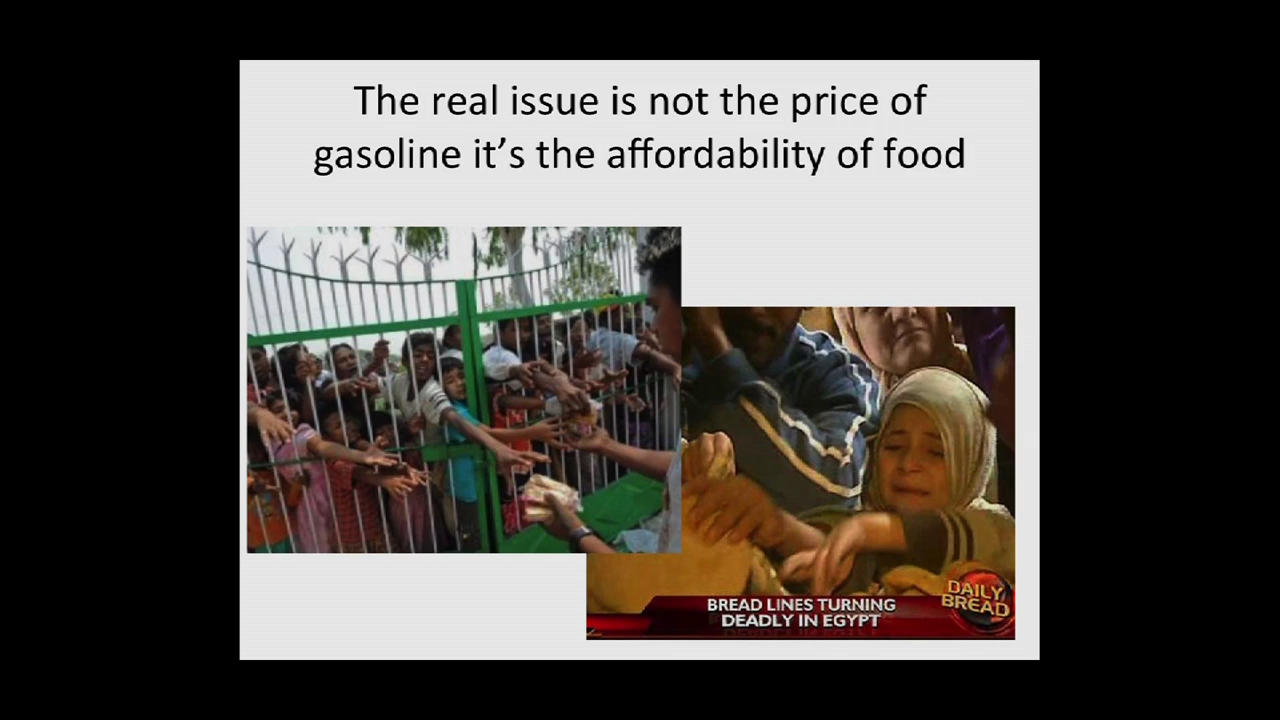 The real issue is not the price of
gasoline it's the affordability of food
BREAD LINES TURNING
DEADLY IN EGYPT
DAILY
BREAD